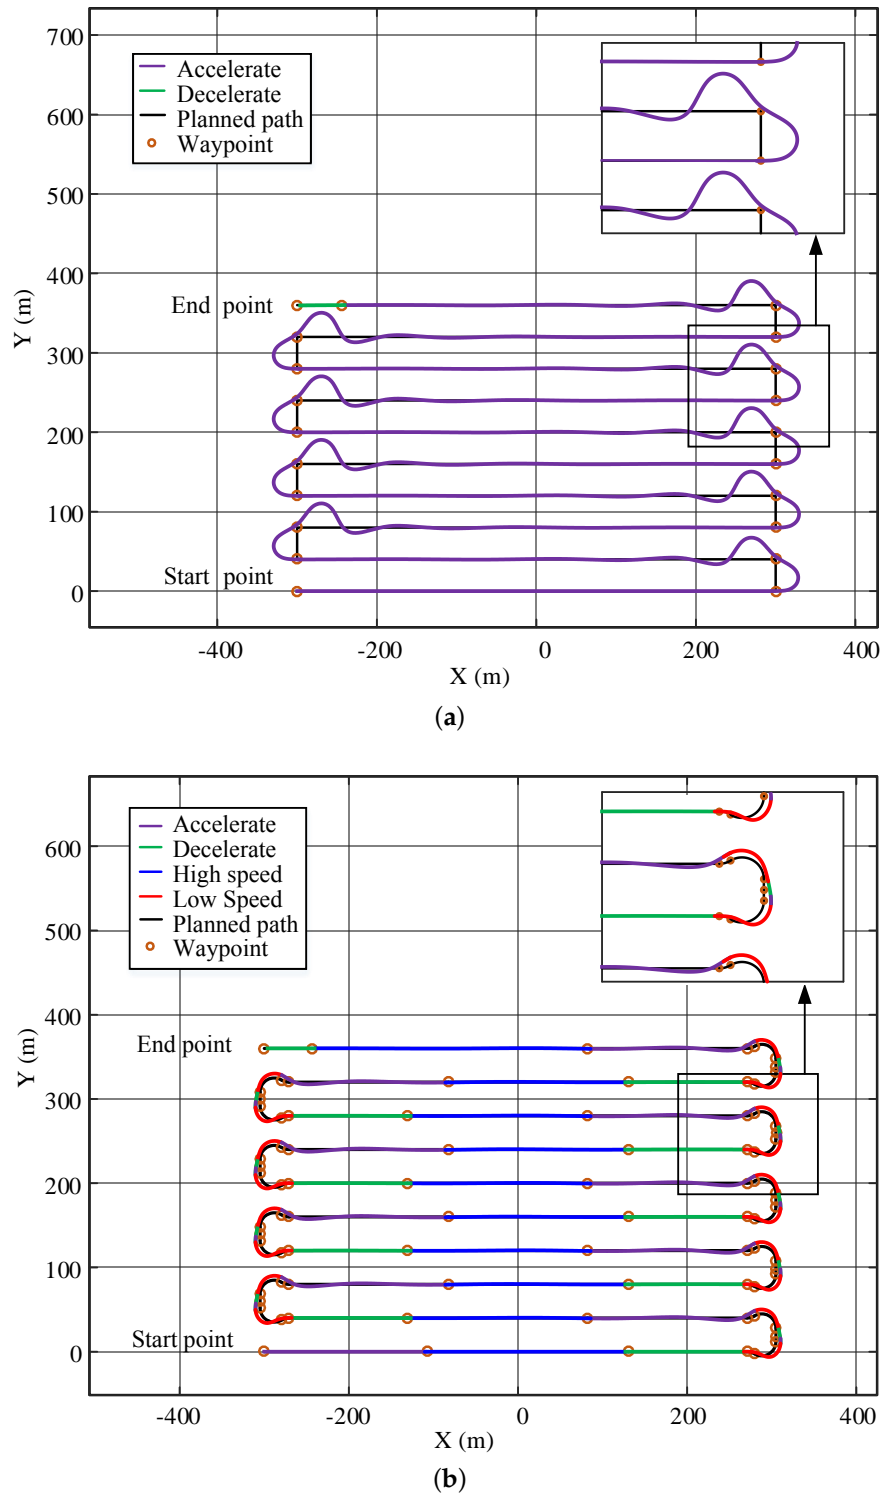 700
600
500
400
300
200
100
0
Y (m)
Accelerate
Decelerate
Planned path
Waypoint
End point
Start point
-400
-200
0
200
400
X (m)
(a)
600
500
400
300
200
100
0
Y (m)
Accelerate
Decelerate
High speed
Low Speed
Planned path
Waypoint
End point
Start point
-400
-200
0
200
400
X (m)
(b)